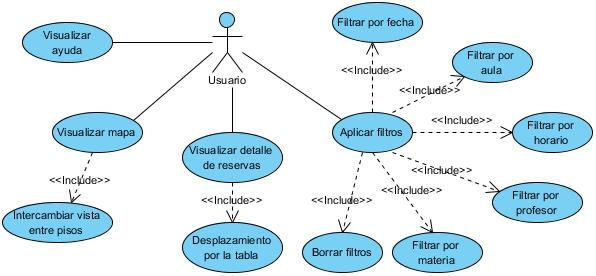 Filtrar por fecha
Visualizar
ayuda
Filtrar por
aula
<<Include>>
<<Include>>
Usuario
Visualizar mapa
Aplicar filtros
<<Include>>
Filtrar por
horario
Visualizar detalle
de reservas
<<Include>>
<<Include>>
<<Include>>
<<Include>>
<<Include>>
<<Include>>
Filtrar por
profesor
Intercambiar vista
entre pisos
Desplazamiento
por la tabla
Borrar filtros
Filtrar por
materia